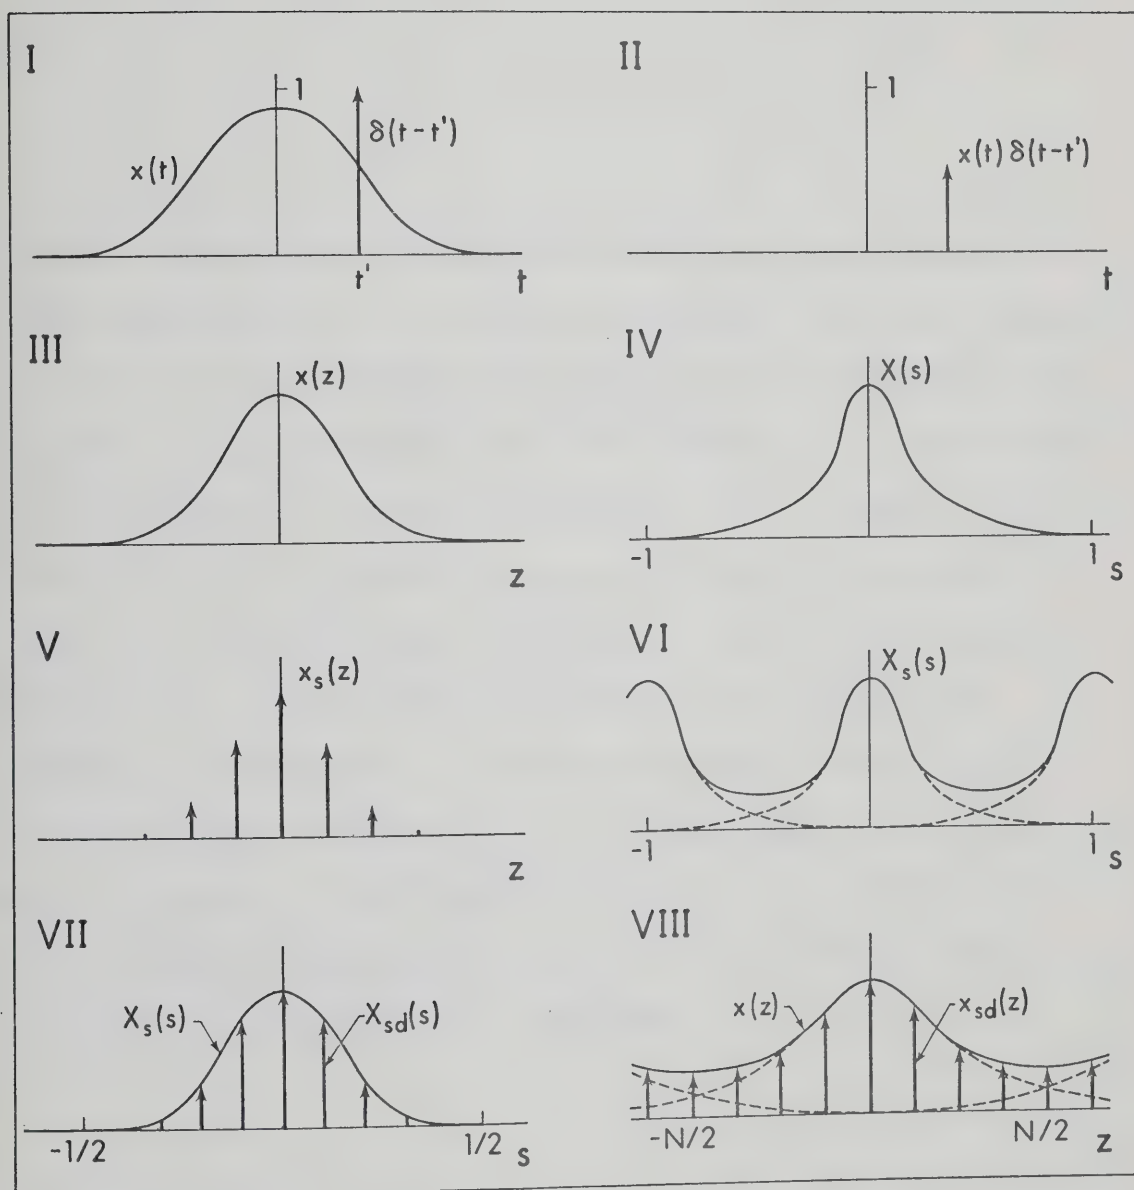 I
1
δ(t-t')
x(t)
t'
t
II
1
x(t) δ(t-t')
t
III
x(z)
z
IV
X(s)
-1
1
s
V
x_s(z)
z
VI
X_s(s)
-1
1
s
VII
X_s(s)
X_sd(s)
-1/2
1/2
s
VIII
x(z)
x_sd(z)
-N/2
N/2
z